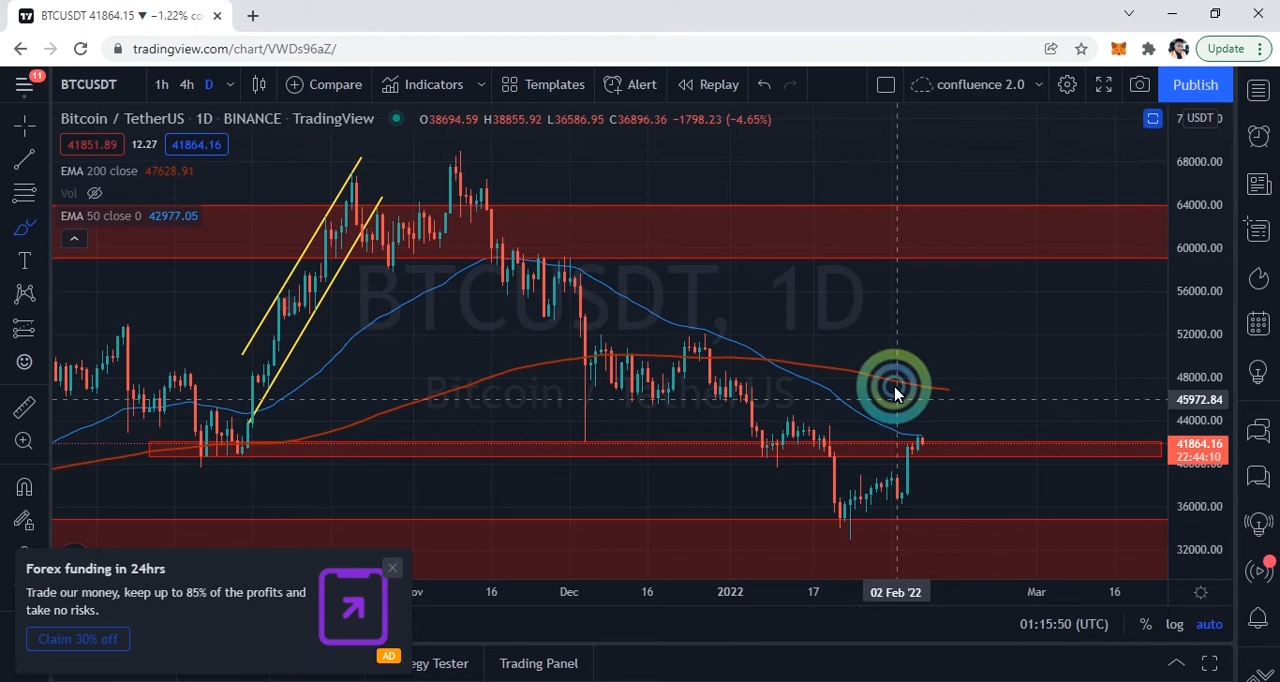 BTCUSDT 41864.15 ▼ −1.22% co
tradingview.com/chart/VWDs96aZ/
Update
11
BTCUSDT 1h 4h D Compare Indicators Templates Alert Replay confluence 2.0 Publish
Bitcoin / TetherUS · 1D · BINANCE · TradingView O38694.59 H38855.92 L36586.95 C36896.36 −1798.23 (−4.65%)
USDT
41851.89 12.27 41864.16
EMA 200 close 47628.91
Vol
EMA 50 close 0 42977.05
BTCUSDT, 1D
Bitcoin / TetherUS
68000.00
64000.00
60000.00
56000.00
52000.00
48000.00
45972.84
44000.00
41864.16
22:44:10
36000.00
32000.00
16 Dec 16 2022 17 02 Feb '22 Mar 16
01:15:50 (UTC) % log auto
Forex funding in 24hrs
Trade our money, keep up to 85% of the profits and
take no risks.
Claim 30% off
AD
Trading Panel